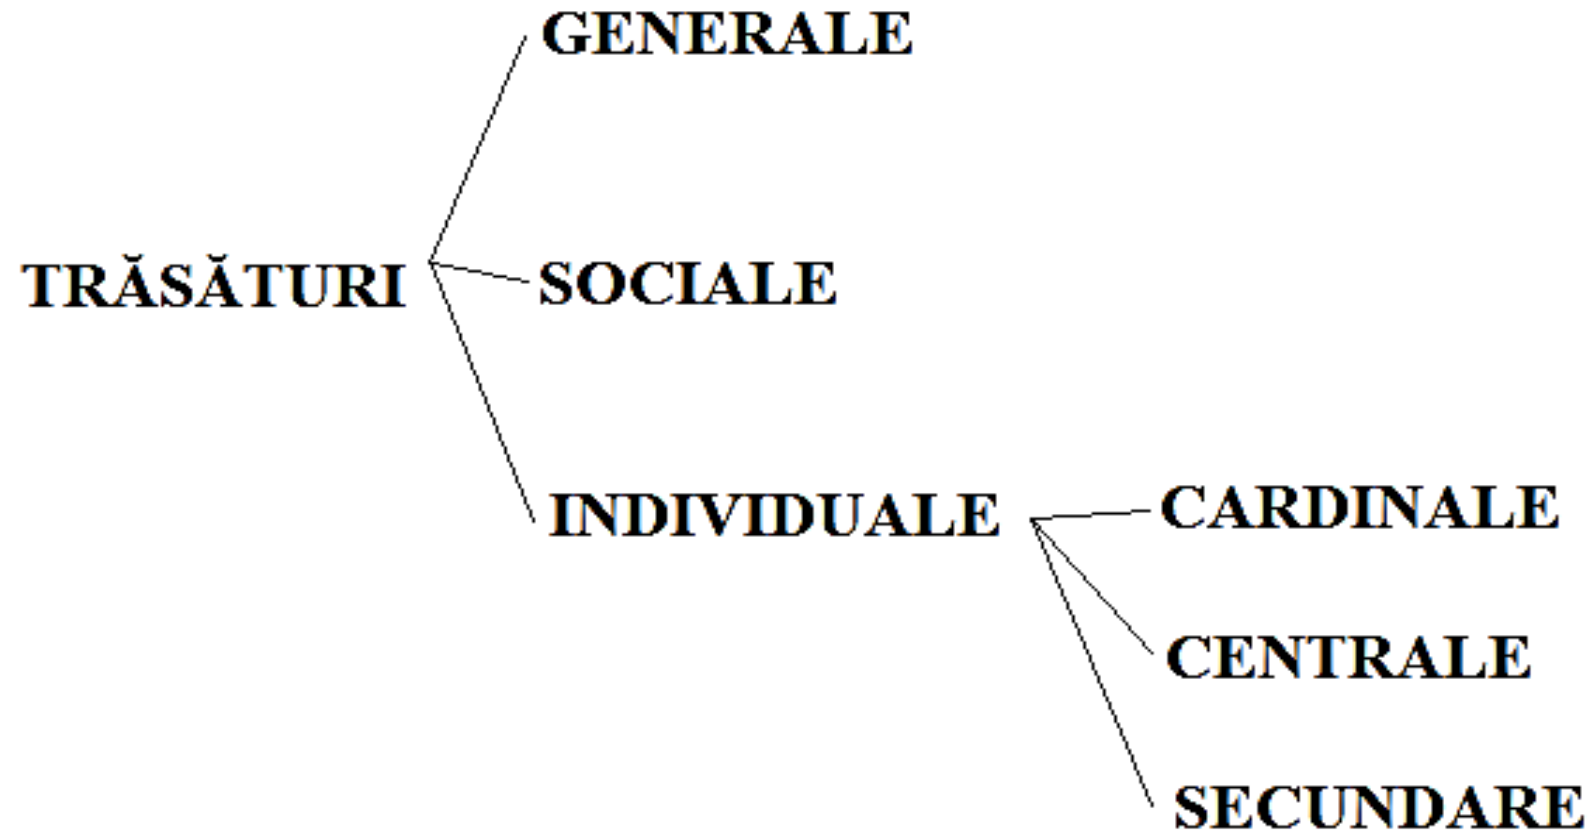 GENERALE
TRĂSĂTURI
SOCIALE
INDIVIDUALE
CARDINALE
CENTRALE
SECUNDARE